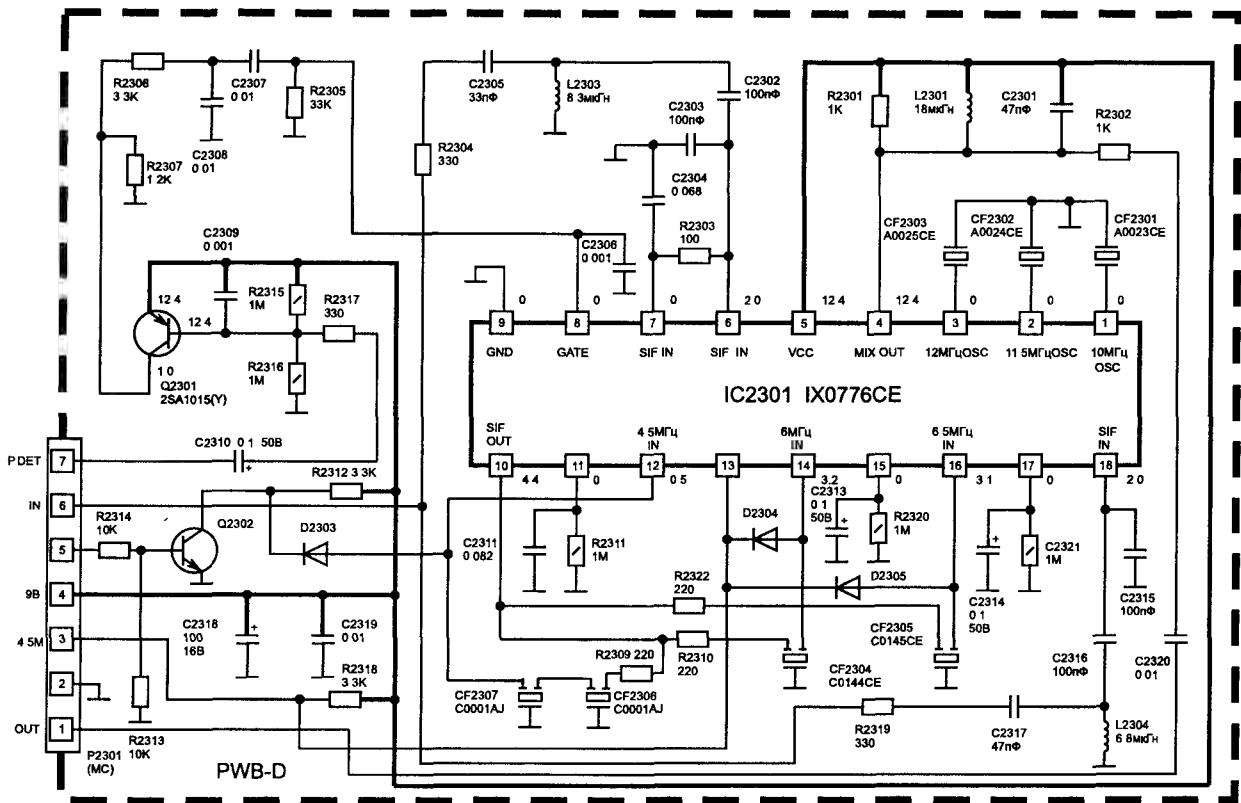 R2306
3 3K
C2307
0 01
R2305
33K
C2308
0 01
R2307
1 2K
C2305
33пФ
L2303
8 3мкГн
C2302
100пФ
C2303
100пФ
R2304
330
C2304
0 068
R2303
100
C2306
0 001
R2301
1K
L2301
18мкГн
C2301
47пФ
R2302
1K
CF2303
A0025CE
CF2302
A0024CE
CF2301
A0023CE
C2309
0 001
12 4
R2315
1M
R2317
330
12 4
R2316
1M
1 0
Q2301
2SA1015(Y)
0
0
0
2 0
12 4
12 4
0
0
0
9
8
7
6
5
4
3
2
1
GND
GATE
SIF IN
SIF IN
VCC
MIX OUT
12МГцOSC
11 5МГцOSC
10МГц
OSC
IC2301 IX0776CE
SIF
OUT
4 5МГц
IN
6МГц
IN
6 5МГц
IN
SIF
IN
10
11
12
13
14
15
16
17
18
4 4
0
0 5
3.2
0
3 1
0
2 0
C2310 0 1 50В
P DET
7
IN
6
5
9В
4
4 5M
3
2
OUT
1
P2301
(MC)
R2312 3 3K
R2314
10K
Q2302
D2303
C2311
0 082
R2311
1M
D2304
C2313
0 1
50В
R2320
1M
D2305
C2314
0 1
50В
C2321
1M
C2315
100пФ
R2322
220
C2318
100
16В
C2319
0 01
R2318
3 3K
R2309 220
R2310
220
CF2305
C0145CE
CF2304
C0144CE
C2316
100пФ
C2320
0 01
CF2307
C0001AJ
CF2306
C0001AJ
R2313
10K
R2319
330
C2317
47пФ
L2304
6 8мкГн
PWB-D